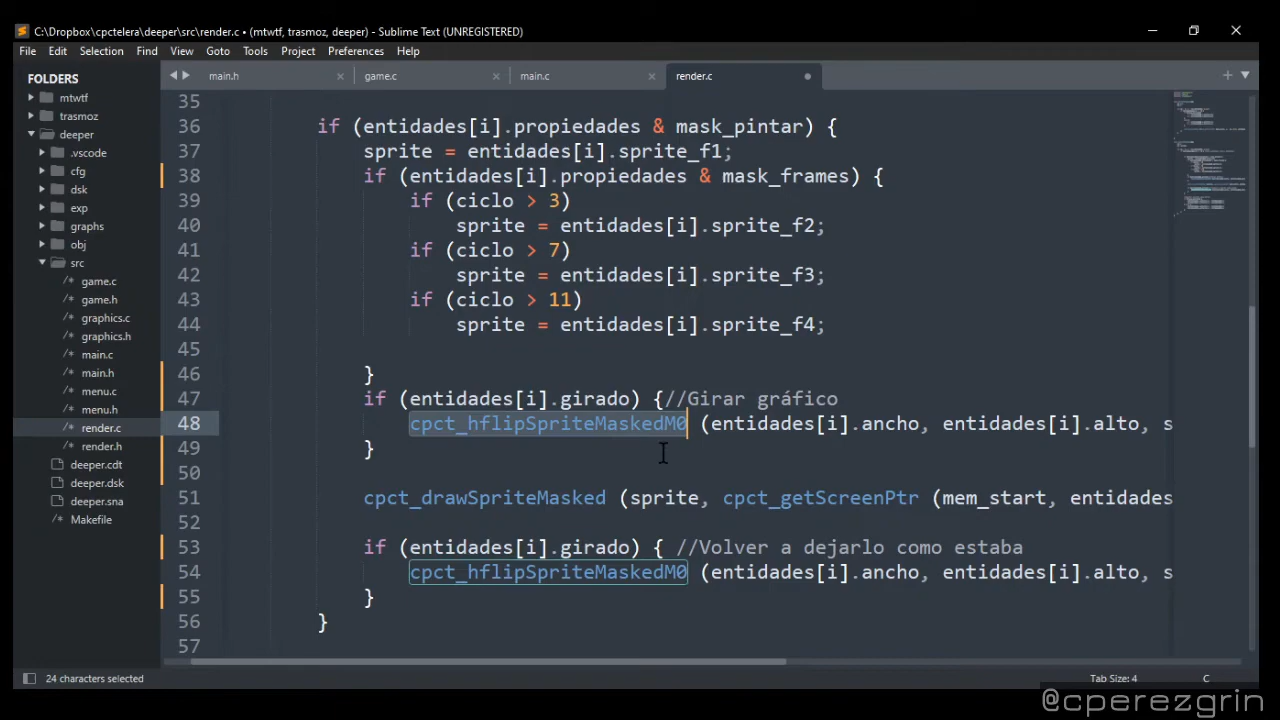 C:\Dropbox\cpctelera\deeper\src\render.c • (mtwtf, trasmoz, deeper) - Sublime Text (UNREGISTERED)
File Edit Selection Find View Goto Tools Project Preferences Help
FOLDERS
mtwtf
trasmoz
deeper
.vscode
cfg
dsk
exp
graphs
obj
src
/* game.c
/* game.h
/* graphics.c
/* graphics.h
/* main.c
/* main.h
/* menu.c
/* menu.h
/* render.c
/* render.h
deeper.cdt
deeper.dsk
deeper.sna
/* Makefile
main.h game.c main.c render.c
35
36 if (entidades[i].propiedades & mask_pintar) {
37 sprite = entidades[i].sprite_f1;
38 if (entidades[i].propiedades & mask_frames) {
39 if (ciclo > 3)
40 sprite = entidades[i].sprite_f2;
41 if (ciclo > 7)
42 sprite = entidades[i].sprite_f3;
43 if (ciclo > 11)
44 sprite = entidades[i].sprite_f4;
45
46 }
47 if (entidades[i].girado) {//Girar gráfico
48 cpct_hflipSpriteMaskedM0 (entidades[i].ancho, entidades[i].alto, s
49 }
50
51 cpct_drawSpriteMasked (sprite, cpct_getScreenPtr (mem_start, entidades
52
53 if (entidades[i].girado) { //Volver a dejarlo como estaba
54 cpct_hflipSpriteMaskedM0 (entidades[i].ancho, entidades[i].alto, s
55 }
56 }
57
24 characters selected Tab Size: 4 C
@cperezgrin